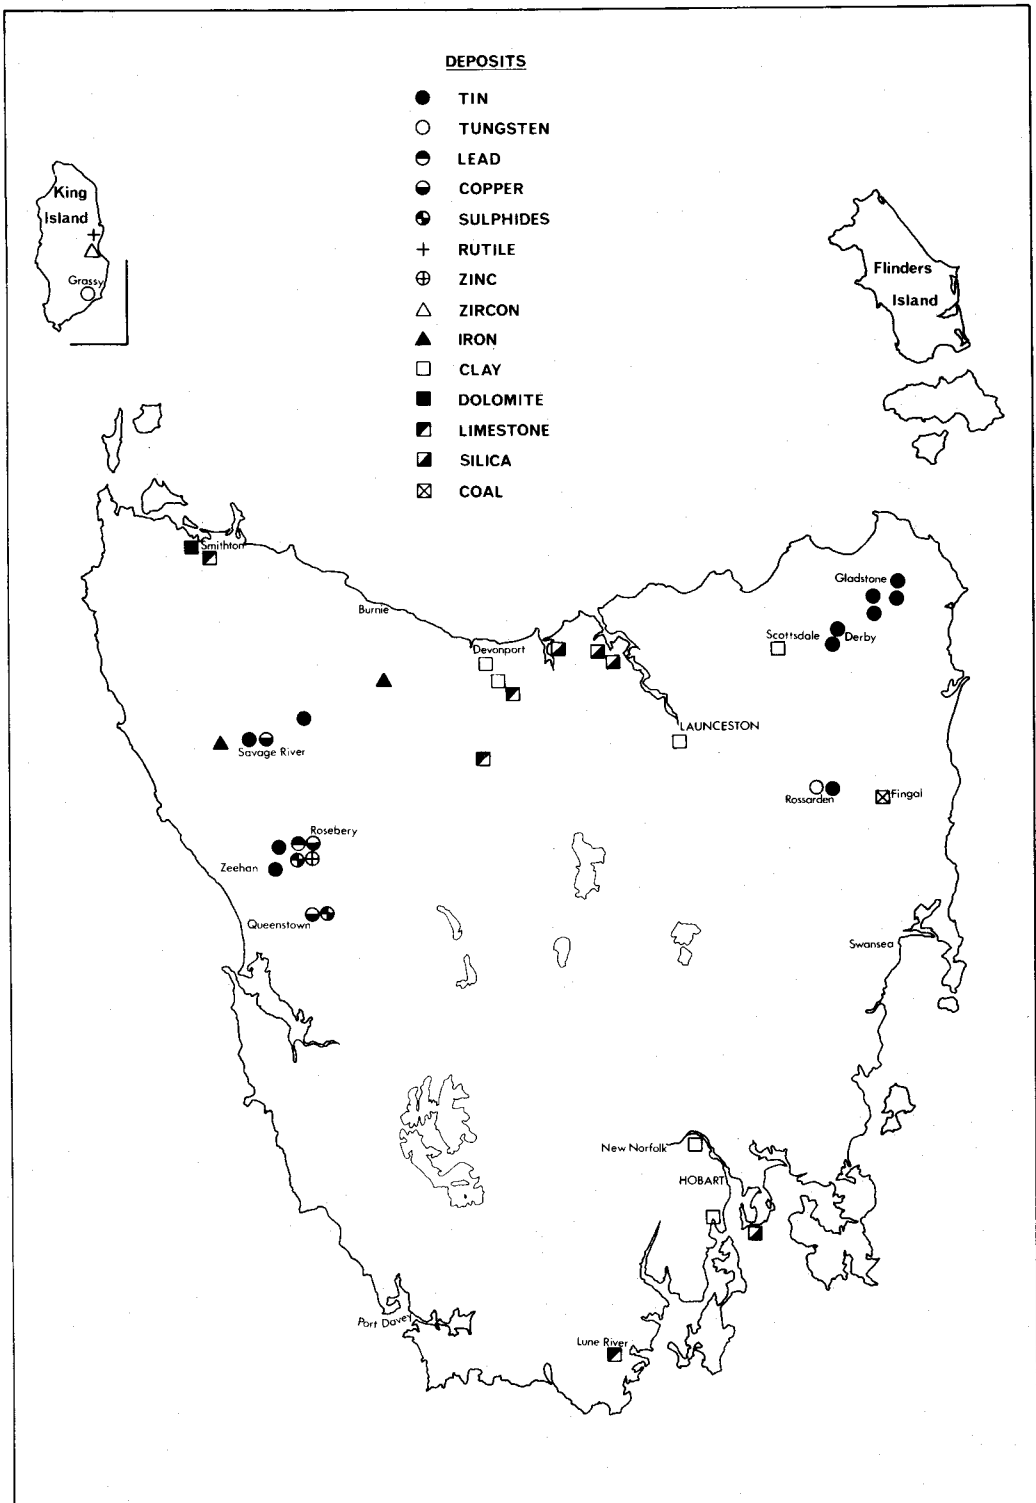 DEPOSITS
TIN
TUNGSTEN
LEAD
COPPER
SULPHIDES
RUTILE
ZINC
ZIRCON
IRON
CLAY
DOLOMITE
LIMESTONE
SILICA
COAL
King
Island
Grassy
Flinders
Island
Smithton
Burnie
Devonport
Gladstone
Scottsdale
Derby
LAUNCESTON
Savage River
Rossarden
Fingal
Rosebery
Zeehan
Queenstown
Swansea
New Norfolk
HOBART
Port Davey
Lune River